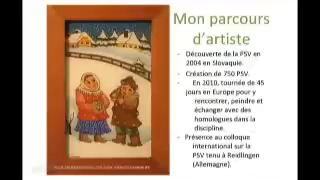 Mon parcours
d'artiste
- Découverte de la PSV en
2004 en Slovaquie.
- Création de 750 PSV.
- En 2010, tournée de 45
jours en Europe pour y
rencontrer, peindre et
échanger avec des
homologues dans la
discipline.
- Présence au colloque
international sur la
PSV tenu à Reidlingen
(Allemagne).